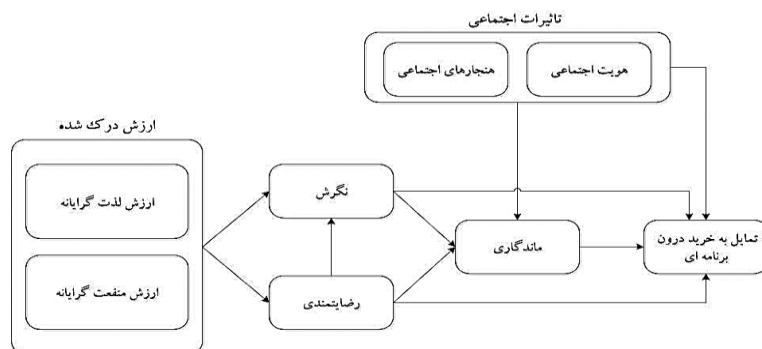 تاثیرات اجتماعی
هویت اجتماعی
هنجارهای اجتماعی
ارزش درک شده
ارزش لذت گرایانه
ارزش منفعت گرایانه
نگرش
رضایتمندی
ماندگاری
تمایل به خرید درون
برنامه ای